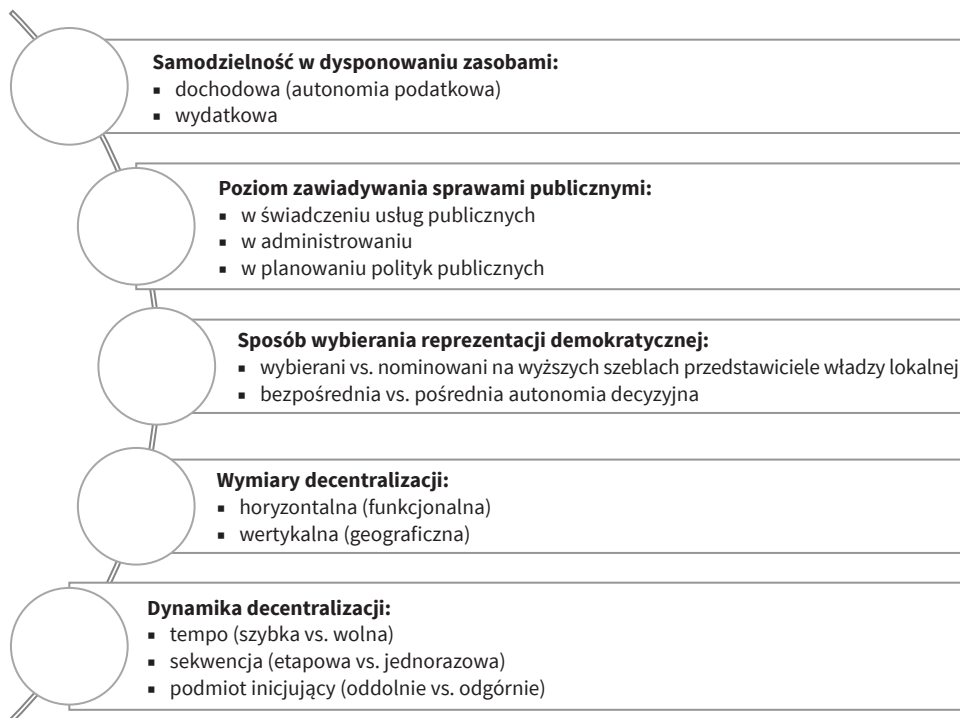 Samodzielność w dysponowaniu zasobami:
▪ dochodowa (autonomia podatkowa)
▪ wydatkowa
Poziom zawiadywania sprawami publicznymi:
▪ w świadczeniu usług publicznych
▪ w administrowaniu
▪ w planowaniu polityk publicznych
Sposób wybierania reprezentacji demokratycznej:
▪ wybierani vs. nominowani na wyższych szeblach przedstawiciele władzy lokalnej
▪ bezpośrednia vs. pośrednia autonomia decyzyjna
Wymiary decentralizacji:
▪ horyzontalna (funkcjonalna)
▪ wertykalna (geograficzna)
Dynamika decentralizacji:
▪ tempo (szybka vs. wolna)
▪ sekwencja (etapowa vs. jednorazowa)
▪ podmiot inicjujący (oddolnie vs. odgórnie)